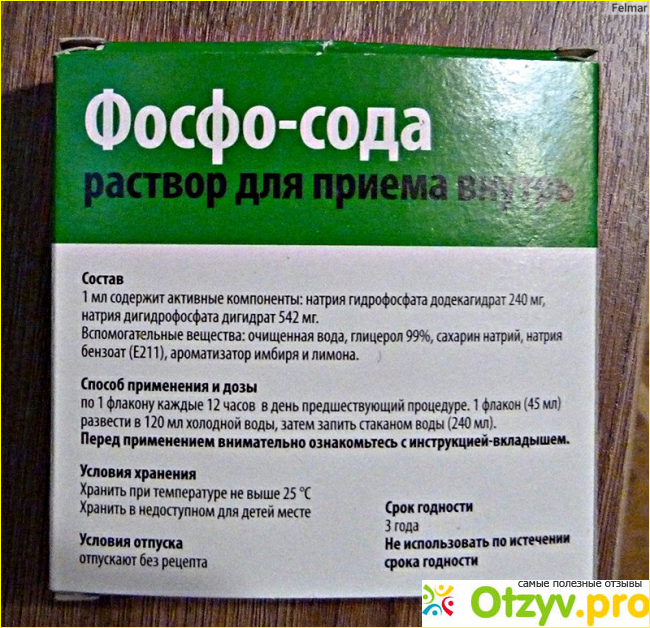 Felmar
Фосфо-сода
раствор для приема внутрь
Состав
1 мл содержит активные компоненты: натрия гидрофосфата додекагидрат 240 мг,
натрия дигидрофосфата дигидрат 542 мг.
Вспомогательные вещества: очищенная вода, глицерол 99%, сахарин натрий, натрия
бензоат (Е211), ароматизатор имбиря и лимона.
Способ применения и дозы
по 1 флакону каждые 12 часов в день предшествующий процедуре. 1 флакон (45 мл)
развести в 120 мл холодной воды, затем запить стаканом воды (240 мл).
Перед применением внимательно ознакомьтесь с инструкцией-вкладышем.
Условия хранения
Хранить при температуре не выше 25 °С
Хранить в недоступном для детей месте
Условия отпуска
отпускают без рецепта
Срок годности
3 года
Не использовать по истечении
срока годности
самые полезные отзывы
Otzyv.pro